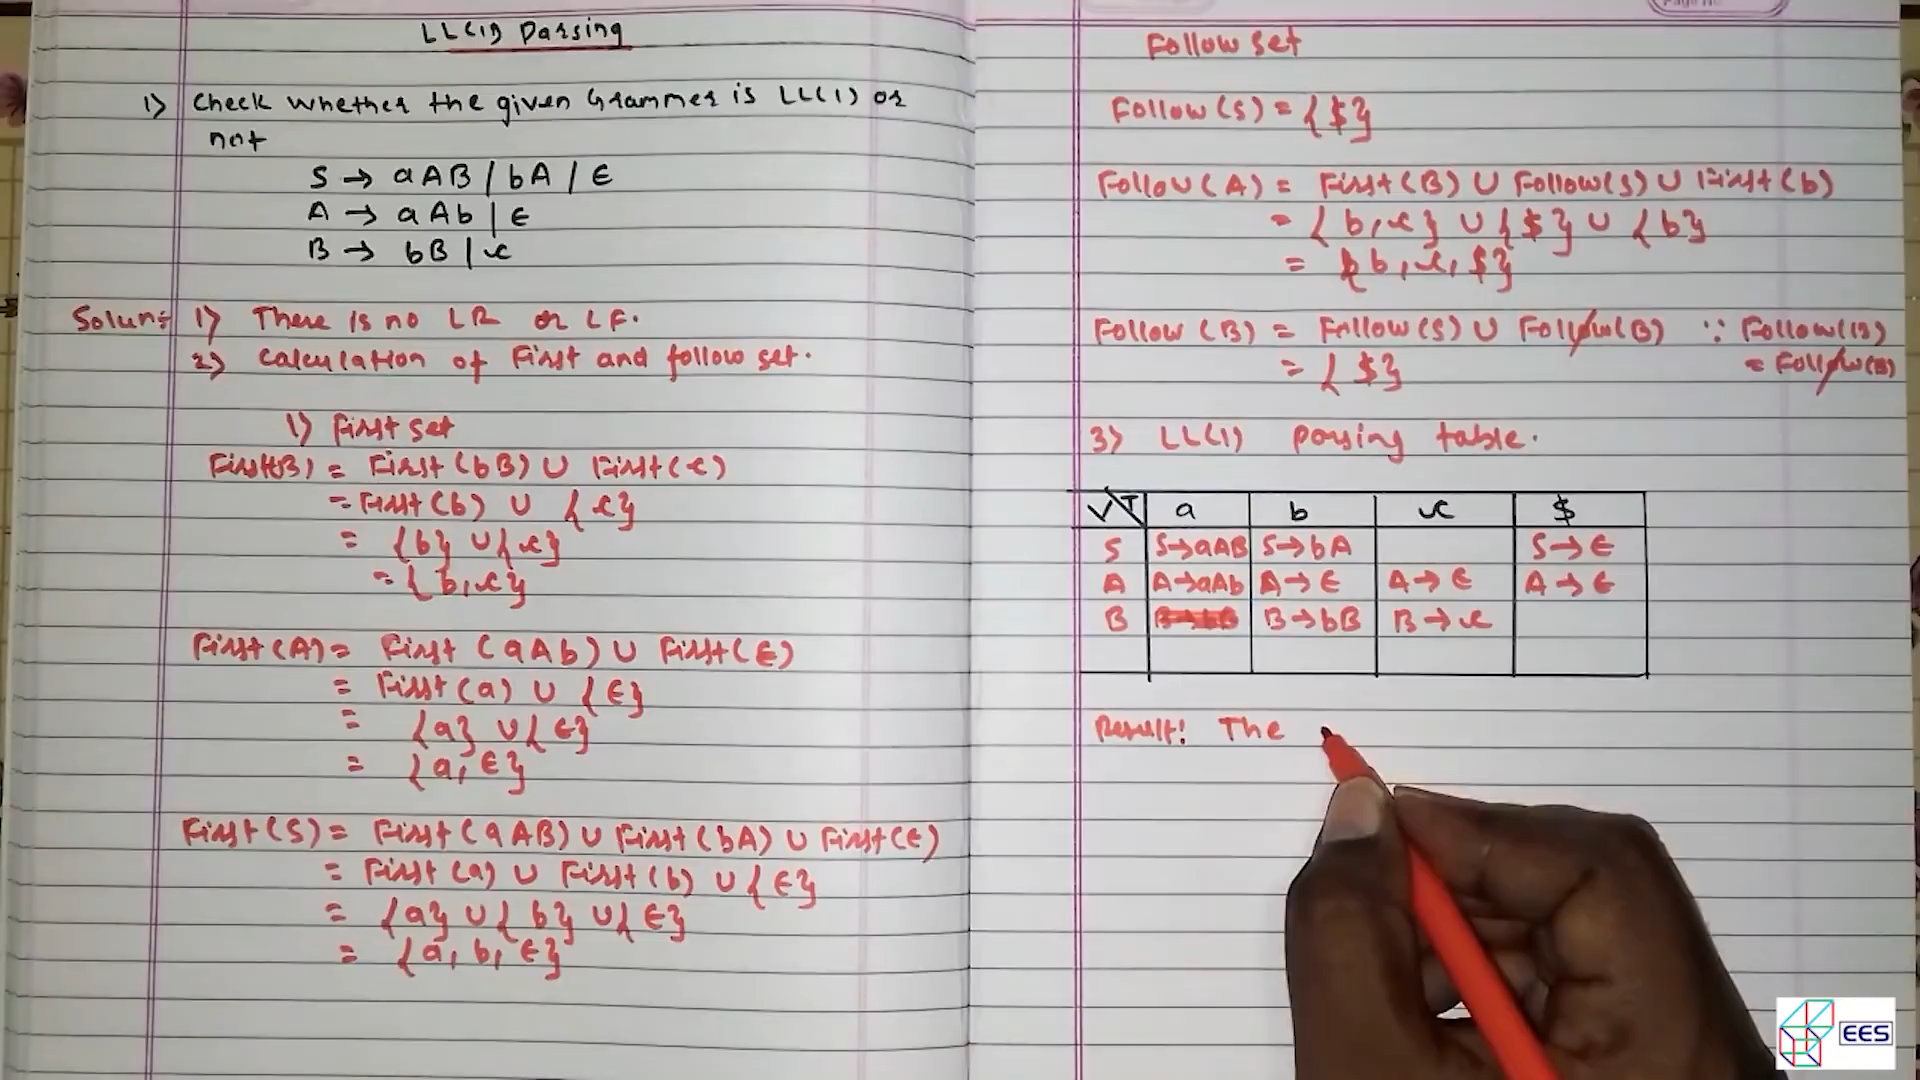 LL(1) Parsing
1) Check whether the given Grammer is LL(1) or
not
S → aAB / bA / ϵ
A → aAb | ϵ
B → bB | c
Solun: 1) There is no LR or LF.
2) Calculation of First and follow set.
1) First set
First(B) = First(bB) ∪ First(c)
= First(b) ∪ {c}
= {b} ∪ {c}
= {b, c}
First(A) = First(aAb) ∪ First(ϵ)
= First(a) ∪ {ϵ}
= {a} ∪ {ϵ}
= {a, ϵ}
First(S) = First(aAB) ∪ First(bA) ∪ First(ϵ)
= First(a) ∪ First(b) ∪ {ϵ}
= {a} ∪ {b} ∪ {ϵ}
= {a, b, ϵ}
Follow set
Follow(S) = {$}
Follow(A) = First(B) ∪ Follow(S) ∪ First(b)
= {b, c} ∪ {$} ∪ {b}
= {b, c, $}
Follow(B) = Follow(S) ∪ Follow(B) ∵ Follow(B)
= {$} = Follow(B)
3) LL(1) parsing table.
V T a b c $
S S→aAB S→bA S→ϵ
A A→aAb A→ϵ A→ϵ A→ϵ
B B→bB B→c
Result: The
EES